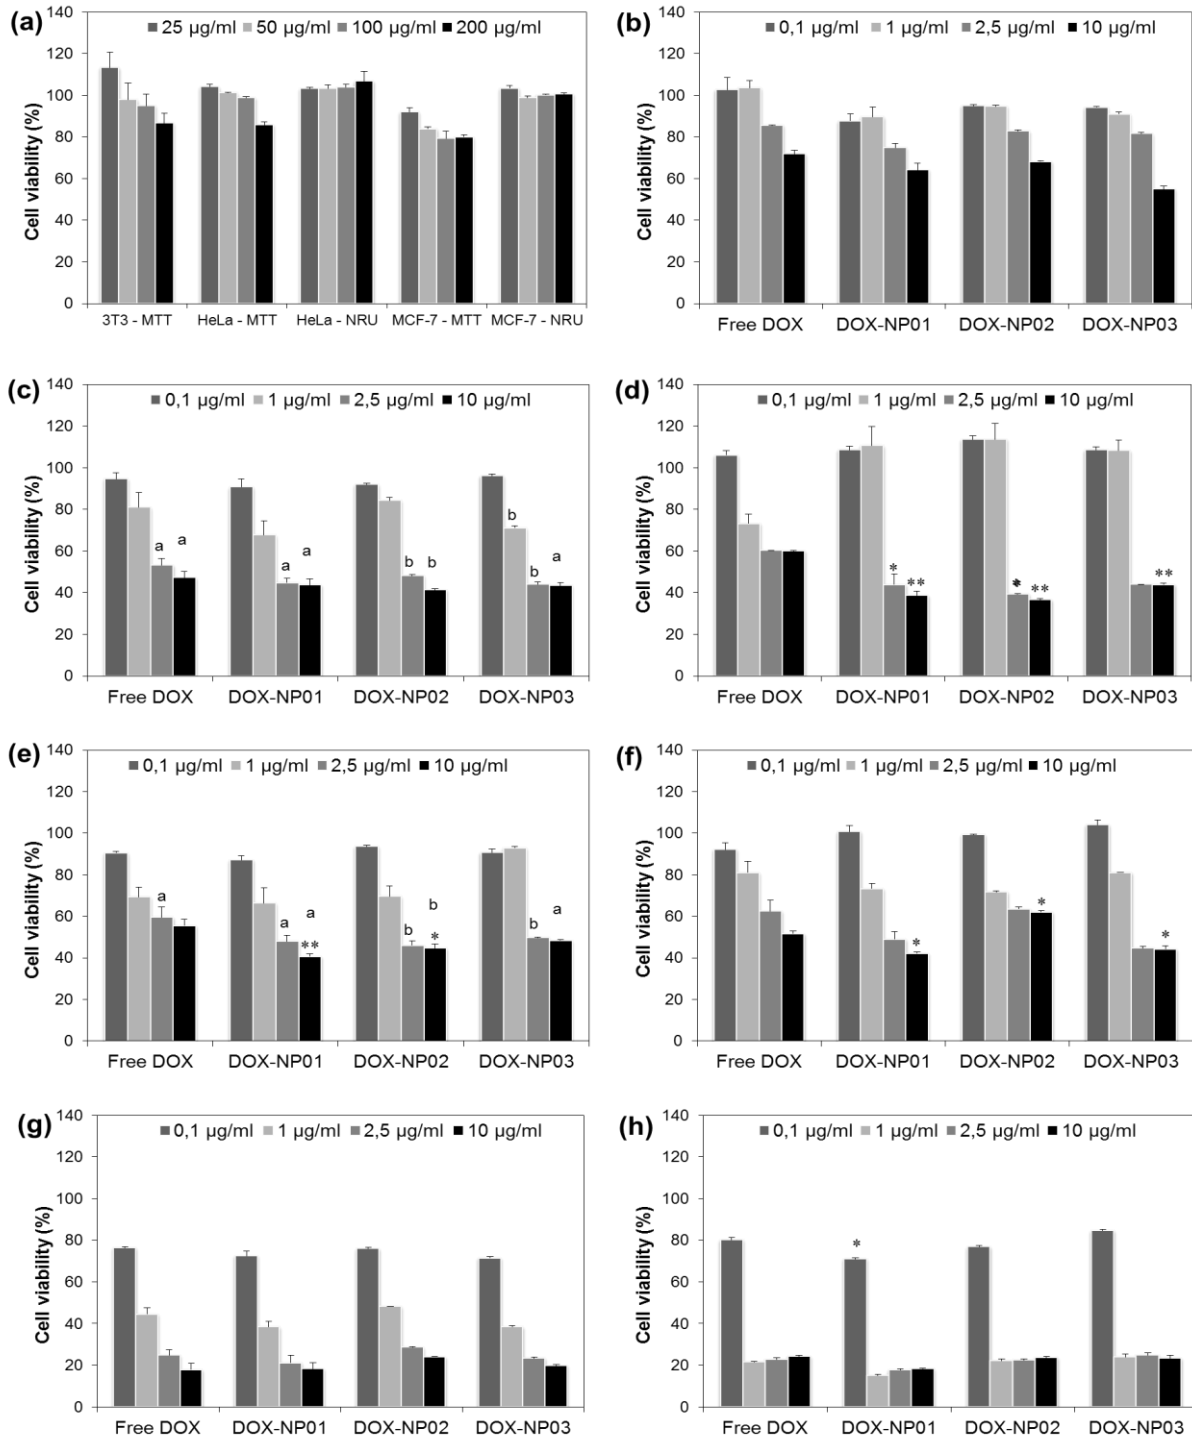 (a)
25 µg/ml 50 µg/ml 100 µg/ml 200 µg/ml
Cell viability (%)
140
120
100
80
60
40
20
0
3T3 - MTT HeLa - MTT HeLa - NRU MCF-7 - MTT MCF-7 - NRU
(b)
0,1 µg/ml 1 µg/ml 2,5 µg/ml 10 µg/ml
Cell viability (%)
140
120
100
80
60
40
20
0
Free DOX DOX-NP01 DOX-NP02 DOX-NP03
(c)
0,1 µg/ml 1 µg/ml 2,5 µg/ml 10 µg/ml
Cell viability (%)
140
120
100
80
60
40
20
0
a a a a b b b b a
Free DOX DOX-NP01 DOX-NP02 DOX-NP03
(d)
0,1 µg/ml 1 µg/ml 2,5 µg/ml 10 µg/ml
Cell viability (%)
140
120
100
80
60
40
20
0
* ** * ** **
Free DOX DOX-NP01 DOX-NP02 DOX-NP03
(e)
0,1 µg/ml 1 µg/ml 2,5 µg/ml 10 µg/ml
Cell viability (%)
140
120
100
80
60
40
20
0
a a a ** b b * b a
Free DOX DOX-NP01 DOX-NP02 DOX-NP03
(f)
0,1 µg/ml 1 µg/ml 2,5 µg/ml 10 µg/ml
Cell viability (%)
140
120
100
80
60
40
20
0
* * *
Free DOX DOX-NP01 DOX-NP02 DOX-NP03
(g)
0,1 µg/ml 1 µg/ml 2,5 µg/ml 10 µg/ml
Cell viability (%)
140
120
100
80
60
40
20
0
Free DOX DOX-NP01 DOX-NP02 DOX-NP03
(h)
0,1 µg/ml 1 µg/ml 2,5 µg/ml 10 µg/ml
Cell viability (%)
140
120
100
80
60
40
20
0
*
Free DOX DOX-NP01 DOX-NP02 DOX-NP03